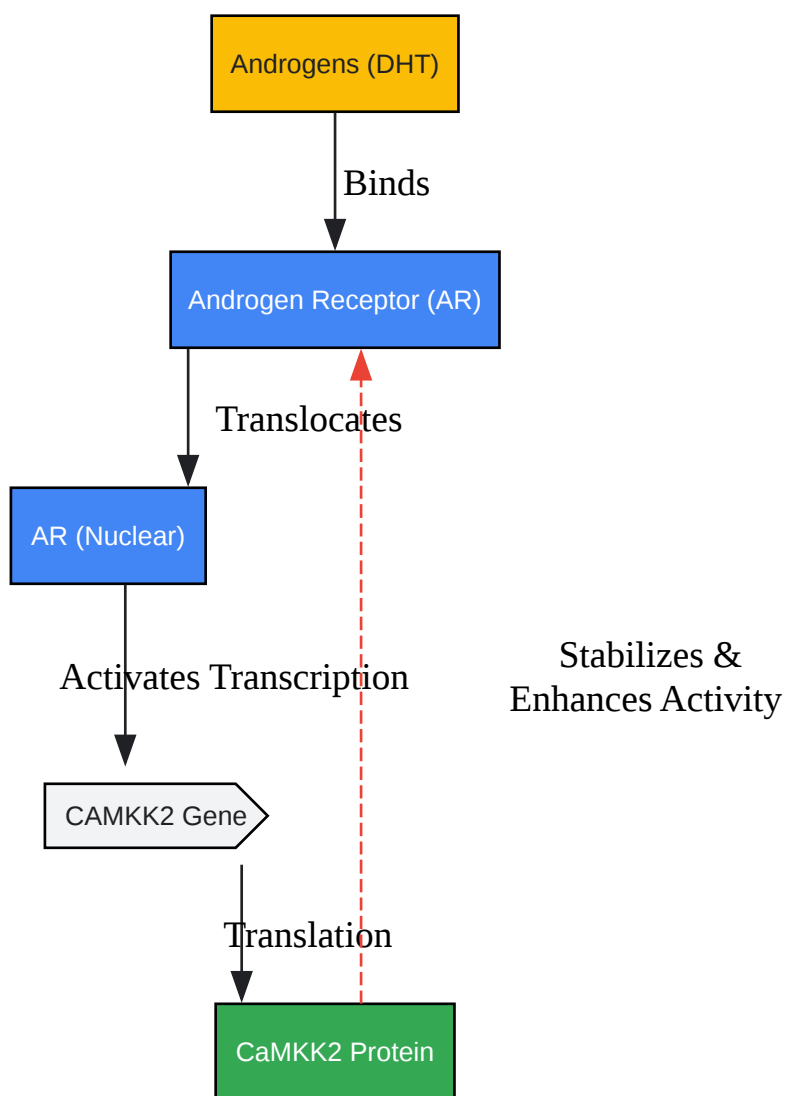 Androgens (DHT)
Binds
Androgen Receptor (AR)
Translocates
AR (Nuclear)
Stabilizes &
Enhances Activity
Activates Transcription
CAMKK2 Gene
Translation
CaMKK2 Protein